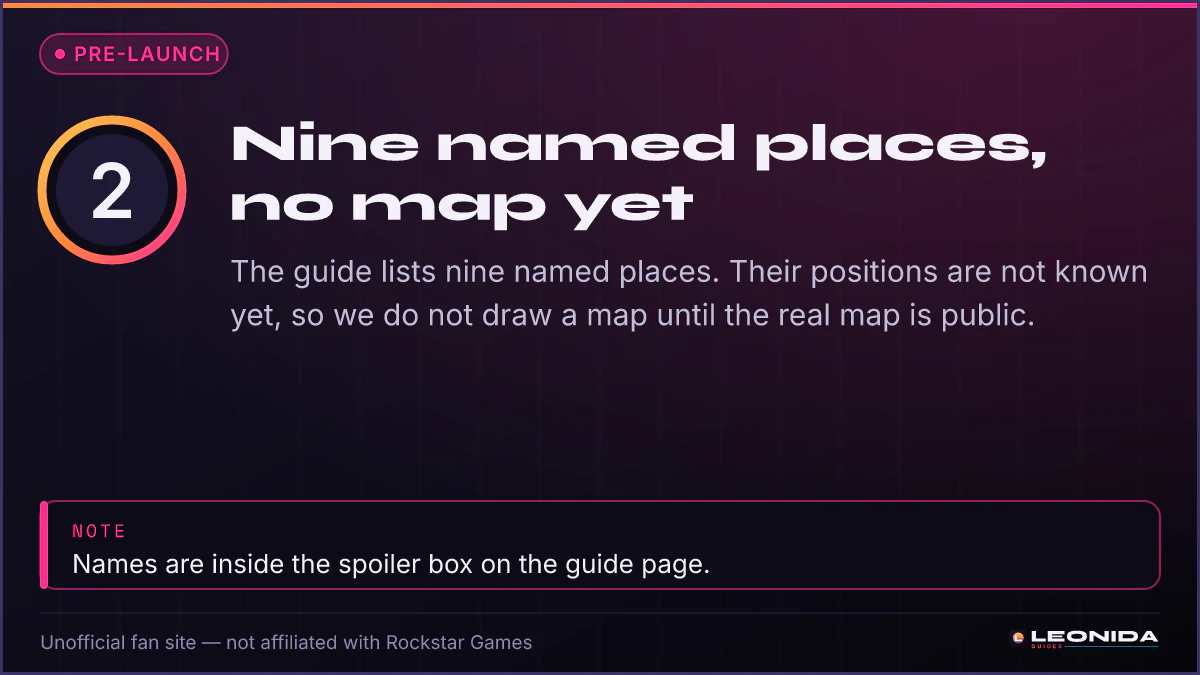 PRE-LAUNCH
2
Nine named places,
no map yet
The guide lists nine named places. Their positions are not known
yet, so we do not draw a map until the real map is public.
NOTE
Names are inside the spoiler box on the guide page.
Unofficial fan site — not affiliated with Rockstar Games
LEONIDA
GUIDES